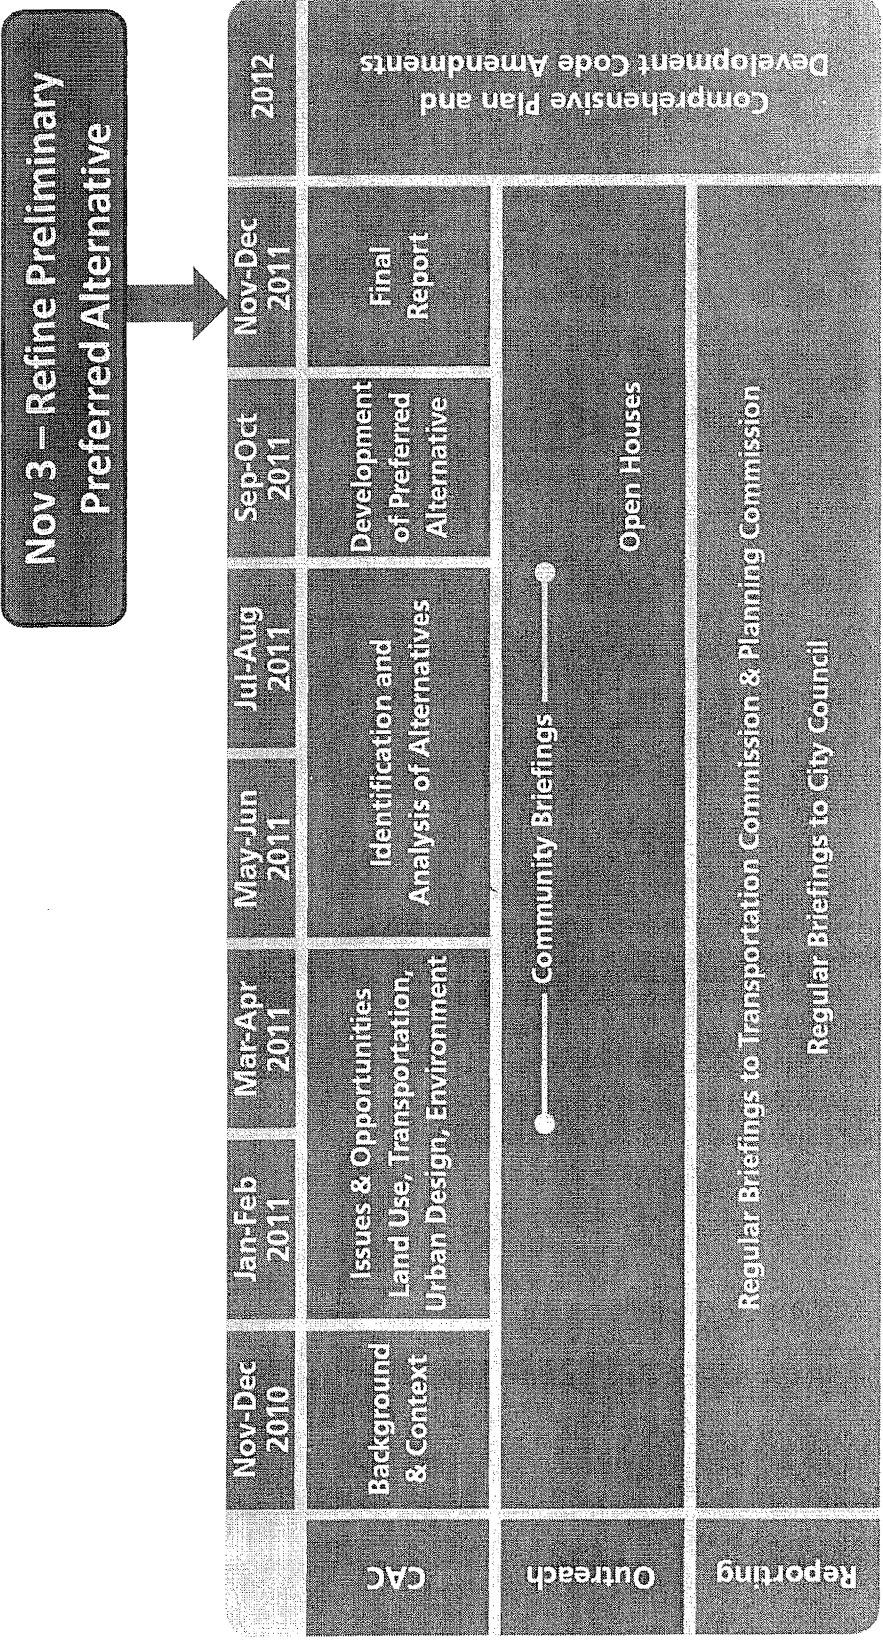 Nov 3 – Refine Preliminary
Preferred Alternative
Nov-Dec
2010
Jan-Feb
2011
Mar-Apr
2011
May-Jun
2011
Jul-Aug
2011
Sep-Oct
2011
Nov-Dec
2011
2012
CAC
Background
& Context
Issues & Opportunities
Land Use, Transportation,
Urban Design, Environment
Identification and
Analysis of Alternatives
Development
of Preferred
Alternative
Final
Report
Comprehensive Plan and
Development Code Amendments
Outreach
Community Briefings
Open Houses
Reporting
Regular Briefings to Transportation Commission & Planning Commission
Regular Briefings to City Council